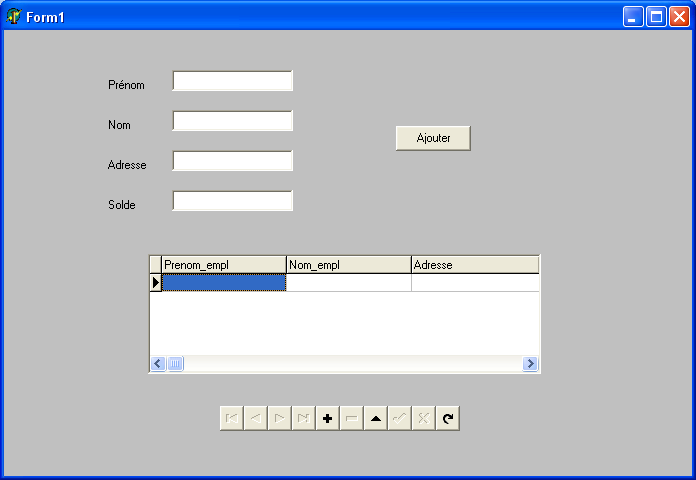 Form1
Prénom
Nom
Ajouter
Adresse
Solde
Prenom_empl Nom_empl Adresse